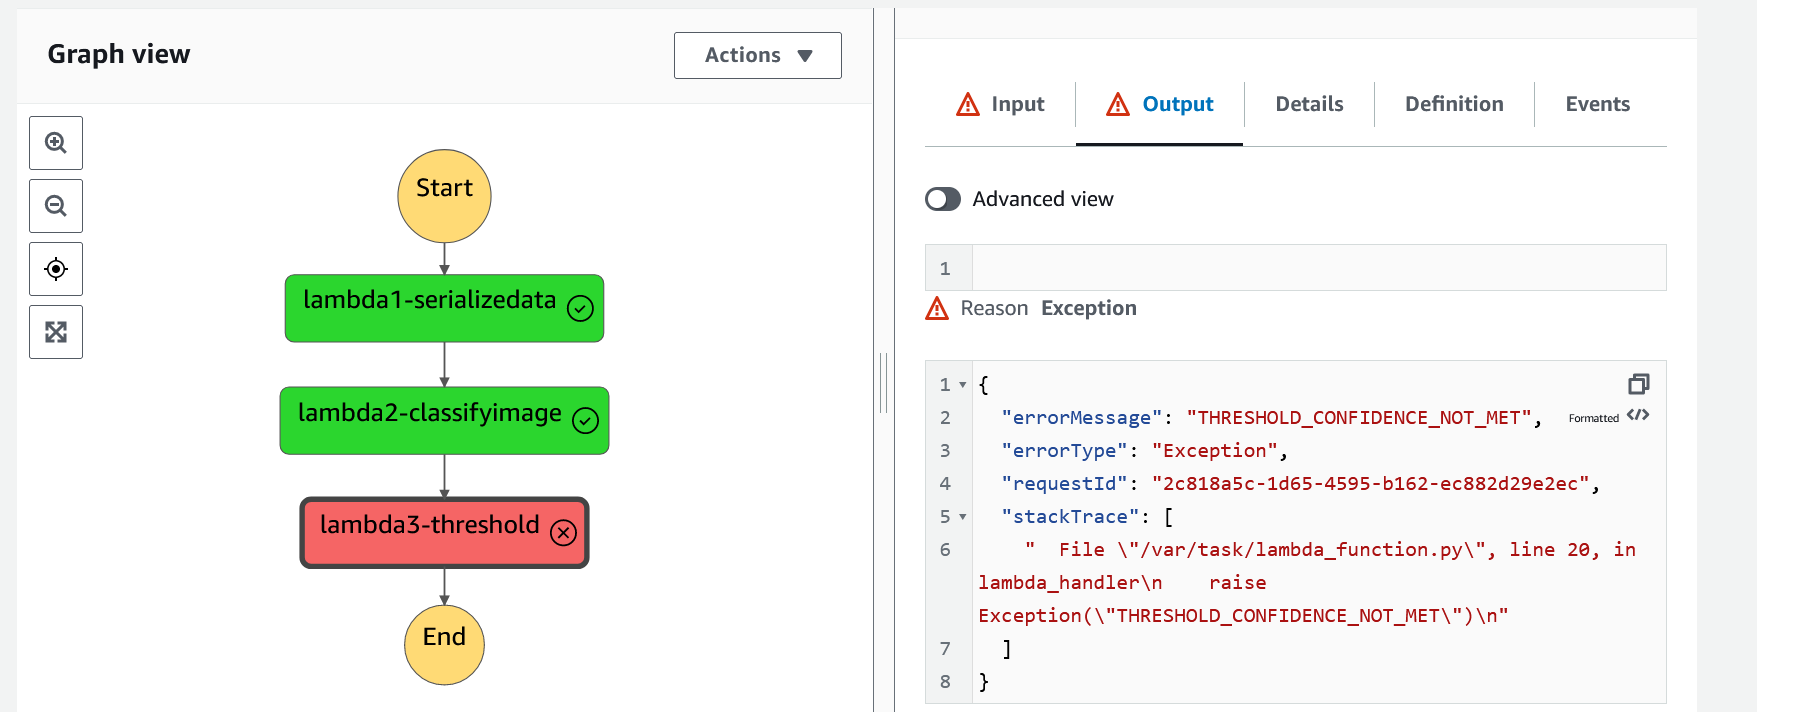 Graph view
Actions
Start
lambda1-serializedata
lambda2-classifyimage
lambda3-threshold
End
Input
Output
Details
Definition
Events
Advanced view
1
Reason Exception
1 {
2 "errorMessage": "THRESHOLD_CONFIDENCE_NOT_MET",
Formatted </>
3 "errorType": "Exception",
4 "requestId": "2c818a5c-1d65-4595-b162-ec882d29e2ec",
5 "stackTrace": [
6 "  File \"/var/task/lambda_function.py\", line 20, in
lambda_handler\n    raise
Exception(\"THRESHOLD_CONFIDENCE_NOT_MET\")\n"
7 ]
8 }